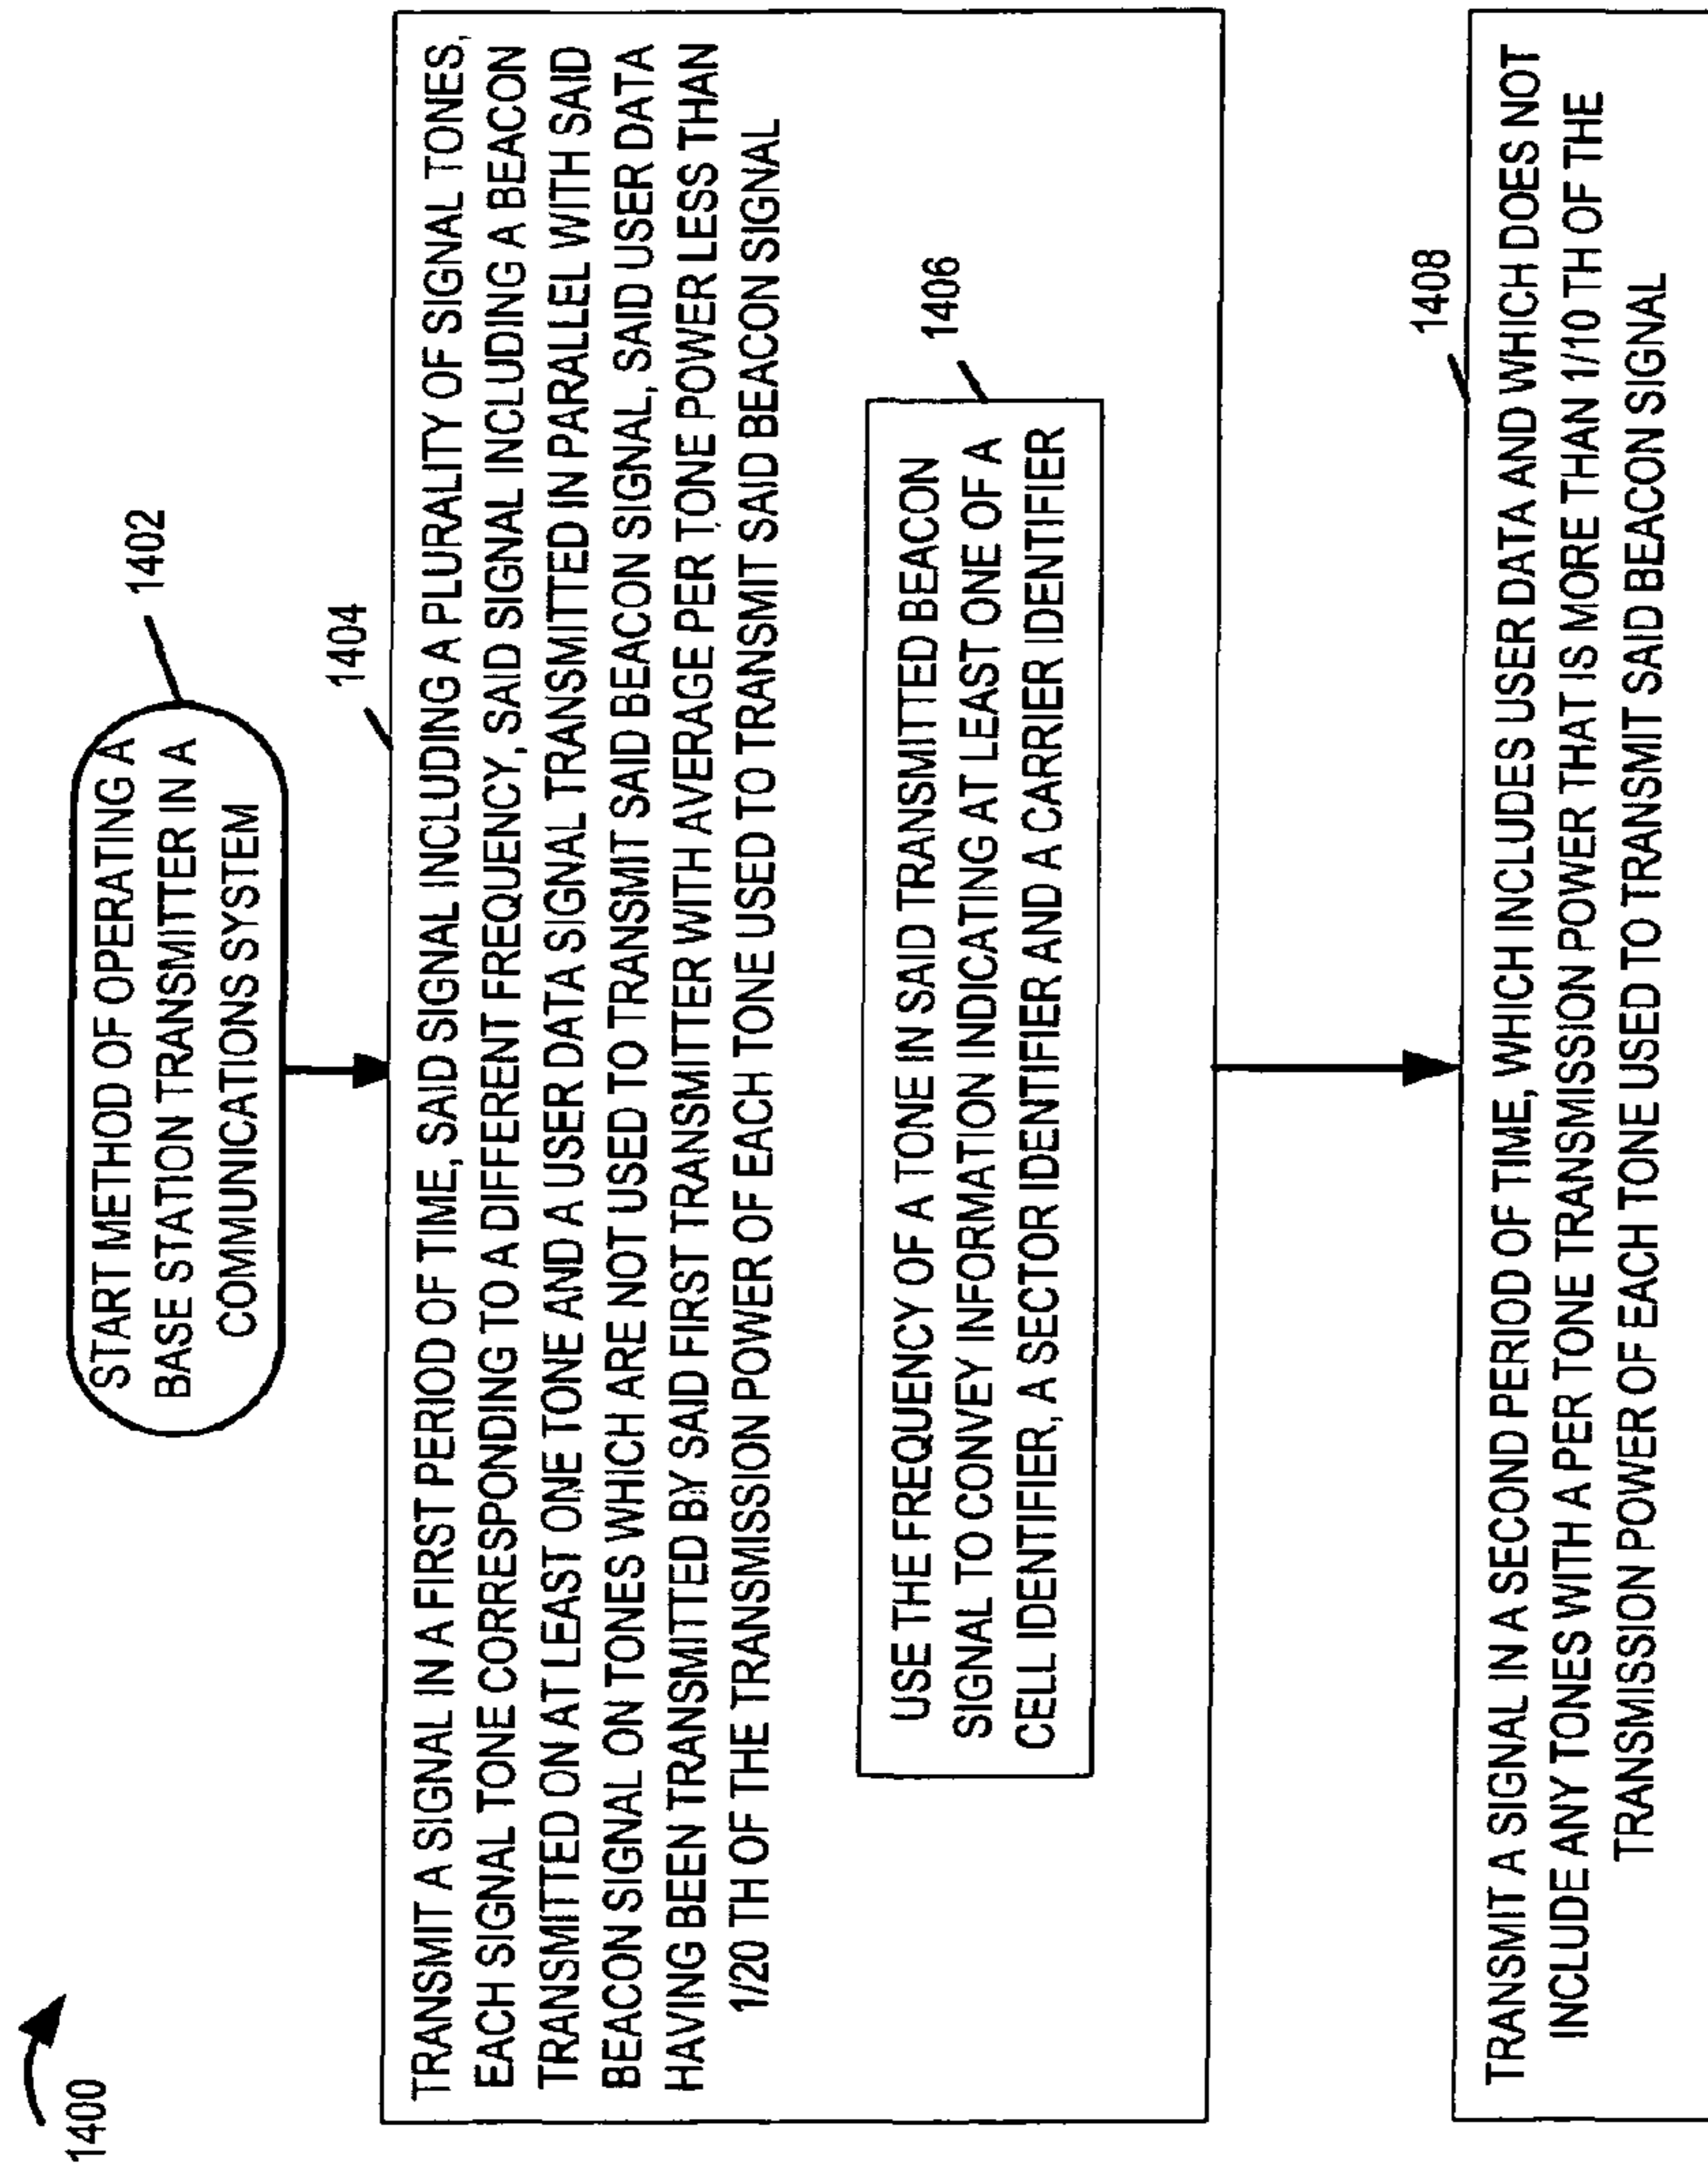 1400
START METHOD OF OPERATING A
BASE STATION TRANSMITTER IN A
COMMUNICATIONS SYSTEM
1402
1404
TRANSMIT A SIGNAL IN A FIRST PERIOD OF TIME, SAID SIGNAL INCLUDING A PLURALITY OF SIGNAL TONES,
EACH SIGNAL TONE CORRESPONDING TO A DIFFERENT FREQUENCY, SAID SIGNAL INCLUDING A BEACON
TRANSMITTED ON AT LEAST ONE TONE AND A USER DATA SIGNAL TRANSMITTED IN PARALLEL WITH SAID
BEACON SIGNAL ON TONES WHICH ARE NOT USED TO TRANSMIT SAID BEACON SIGNAL, SAID USER DATA
HAVING BEEN TRANSMITTED BY SAID FIRST TRANSMITTER WITH AVERAGE PER TONE POWER LESS THAN
1/20 TH OF THE TRANSMISSION POWER OF EACH TONE USED TO TRANSMIT SAID BEACON SIGNAL
1406
USE THE FREQUENCY OF A TONE IN SAID TRANSMITTED BEACON
SIGNAL TO CONVEY INFORMATION INDICATING AT LEAST ONE OF A
CELL IDENTIFIER, A SECTOR IDENTIFIER AND A CARRIER IDENTIFIER
1408
TRANSMIT A SIGNAL IN A SECOND PERIOD OF TIME, WHICH INCLUDES USER DATA AND WHICH DOES NOT
INCLUDE ANY TONES WITH A PER TONE TRANSMISSION POWER THAT IS MORE THAN 1/10 TH OF THE
TRANSMISSION POWER OF EACH TONE USED TO TRANSMIT SAID BEACON SIGNAL